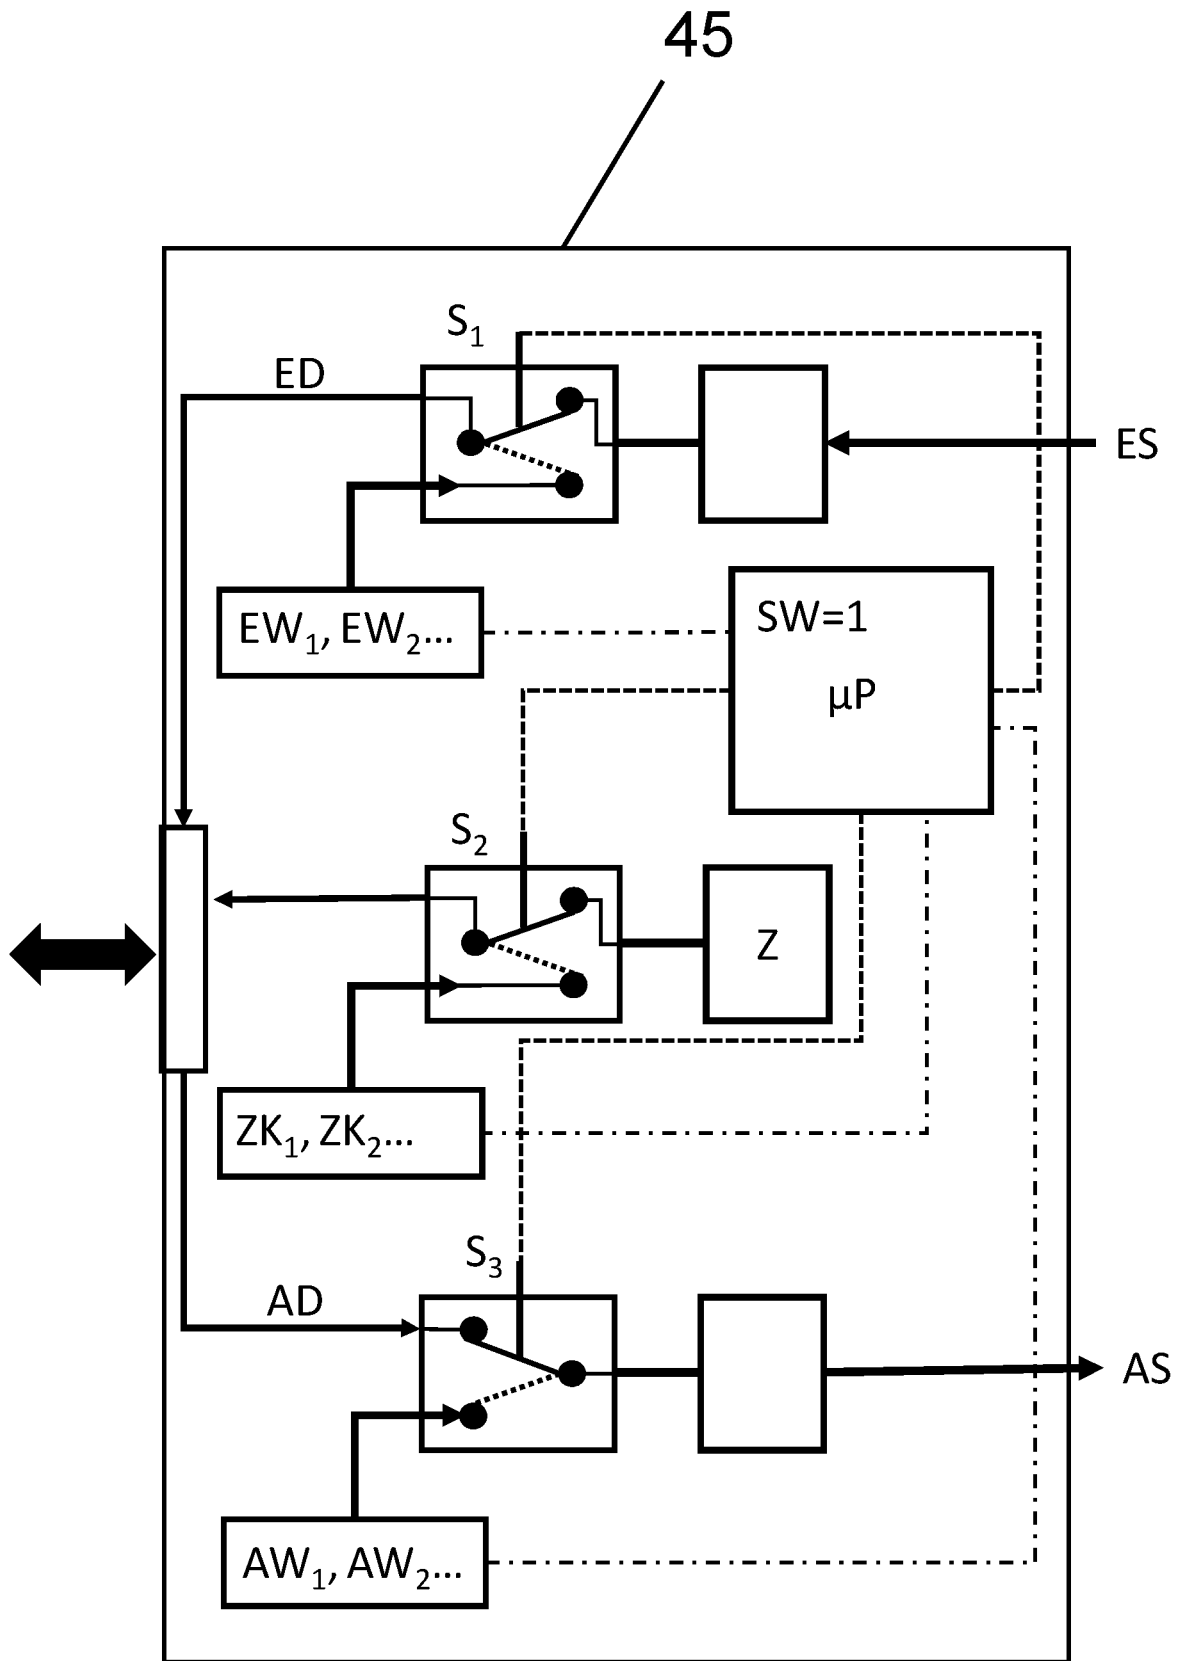 45
S₁
ED
ES
EW₁, EW₂...
SW=1
µP
S₂
Z
ZK₁, ZK₂...
S₃
AD
AS
AW₁, AW₂...